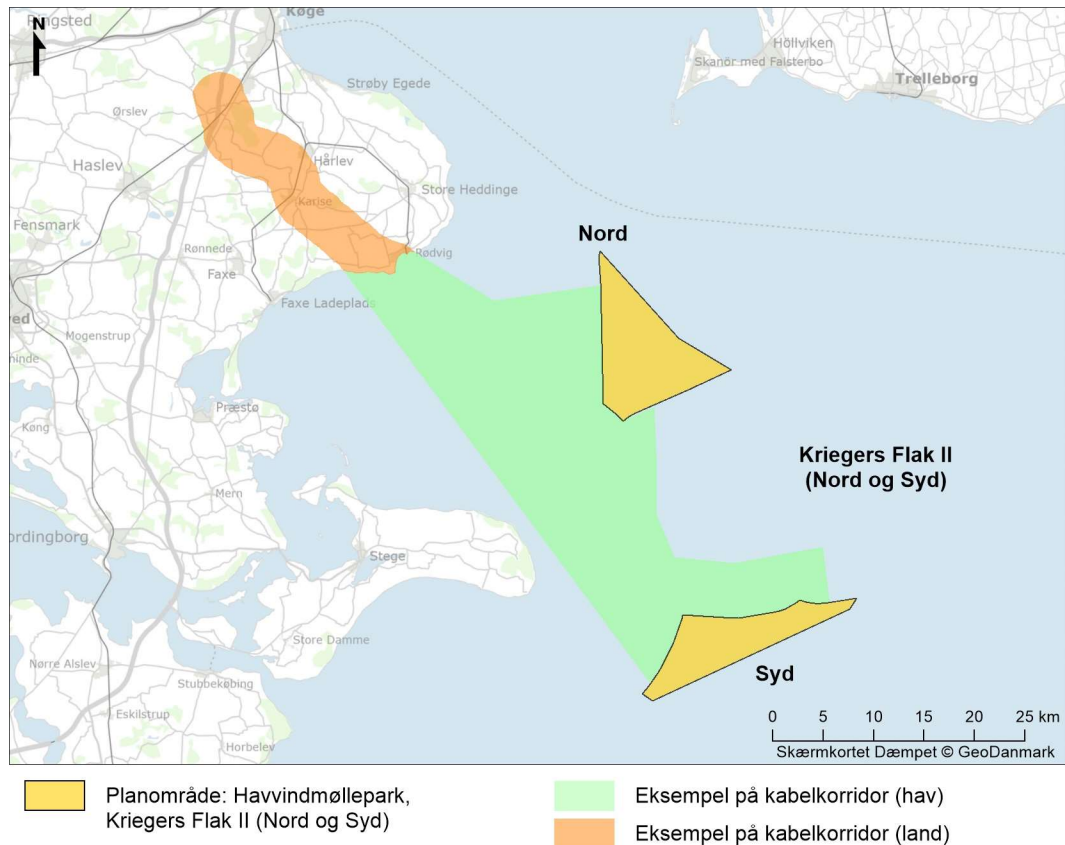 Ringsted
Køge
N
Höllviken
Skanör med Falsterbo
Trelleborg
Strøby Egede
Ørslev
Hårlev
Haslev
Store Heddinge
Karise
Fensmark
Rønnede
Rødvig
Nord
Faxe
Faxe Ladeplads
ved
Mogenstrup
ninde
Præstø
Køng
Kriegers Flak II
(Nord og Syd)
Mern
ordingborg
Stege
Store Damme
Nørre Alslev
Syd
Stubbekøbing
Eskilstrup
0 5 10 15 20 25 km
Horbelev
Skærmkortet Dæmpet © GeoDanmark
Planområde: Havvindmøllepark,
Kriegers Flak II (Nord og Syd)
Eksempel på kabelkorridor (hav)
Eksempel på kabelkorridor (land)